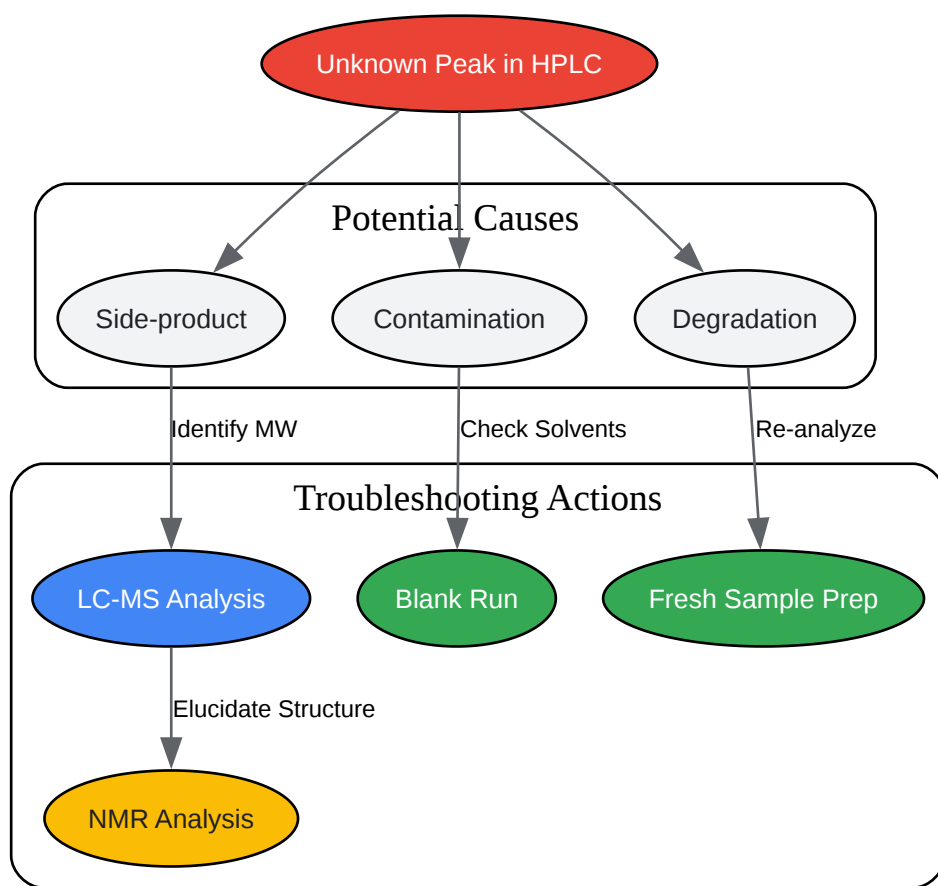 Unknown Peak in HPLC
Potential Causes
Side-product
Contamination
Degradation
Identify MW
Check Solvents
Re-analyze
Troubleshooting Actions
LC-MS Analysis
Blank Run
Fresh Sample Prep
Elucidate Structure
NMR Analysis